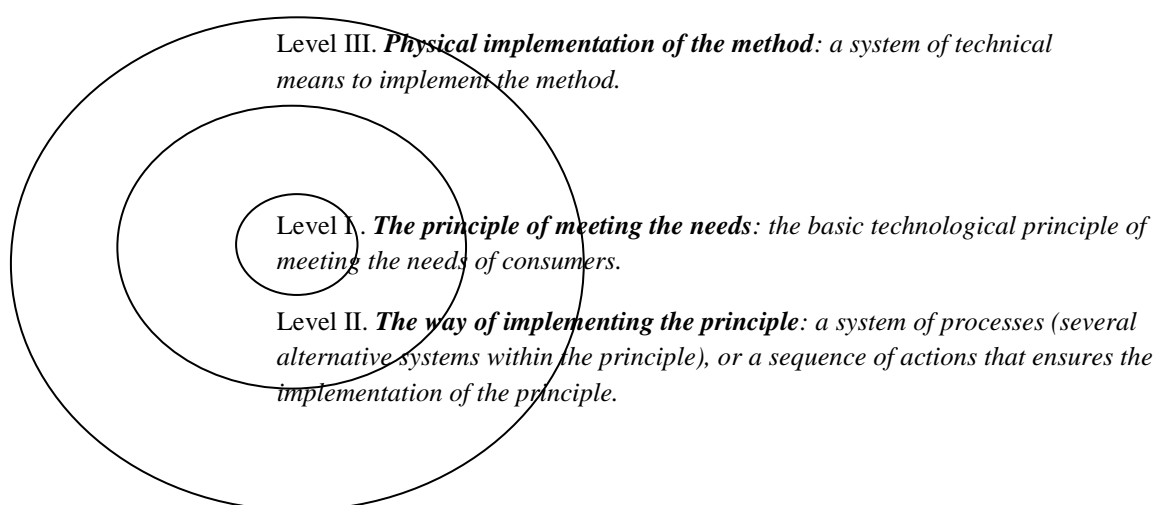 Level III. Physical implementation of the method: a system of technical
means to implement the method.
Level I . The principle of meeting the needs: the basic technological principle of
meeting the needs of consumers.
Level II. The way of implementing the principle: a system of processes (several
alternative systems within the principle), or a sequence of actions that ensures the
implementation of the principle.